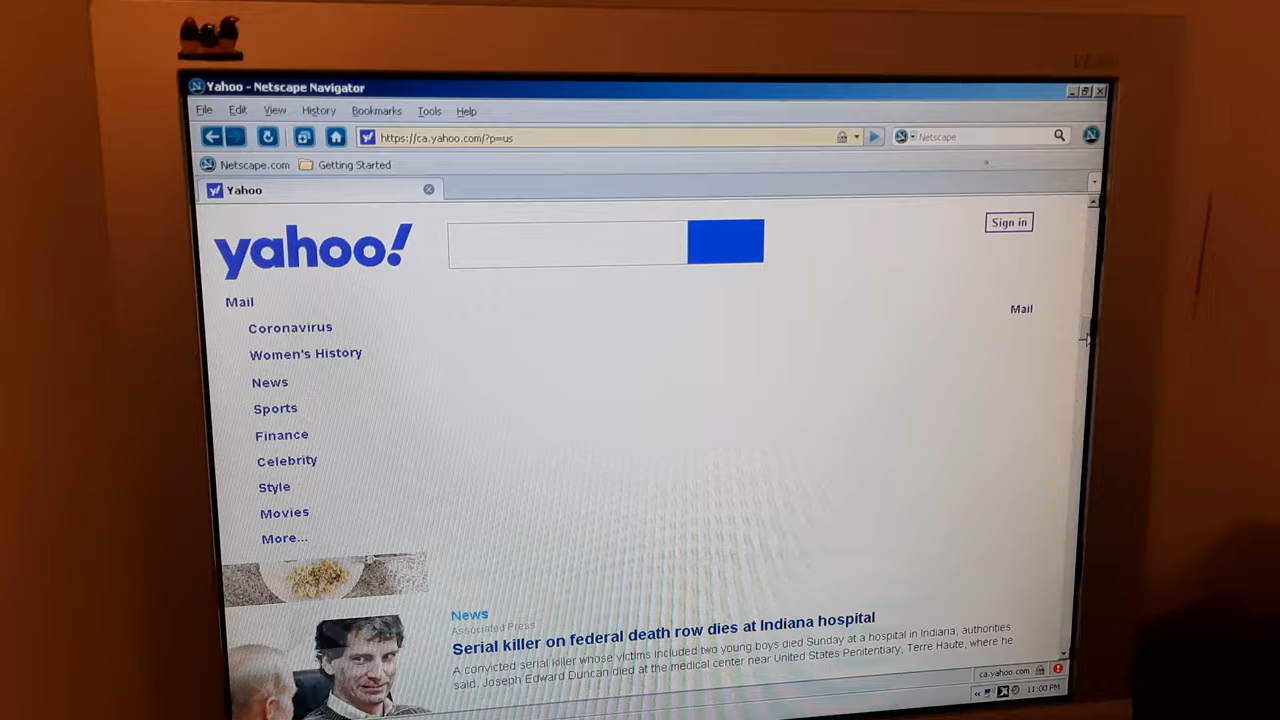 Yahoo - Netscape Navigator
File Edit View History Bookmarks Tools Help
https://ca.yahoo.com/?p=us
Netscape
Netscape.com Getting Started
Yahoo
yahoo!
Sign in
Mail
Mail
Coronavirus
Women's History
News
Sports
Finance
Celebrity
Style
Movies
More...
News
Associated Press
Serial killer on federal death row dies at Indiana hospital
A convicted serial killer whose victims included two young boys died Sunday at a hospital in Indiana, authorities
said. Joseph Edward Duncan died at the medical center near United States Penitentiary, Terre Haute, where he
ca.yahoo.com
11:00 PM